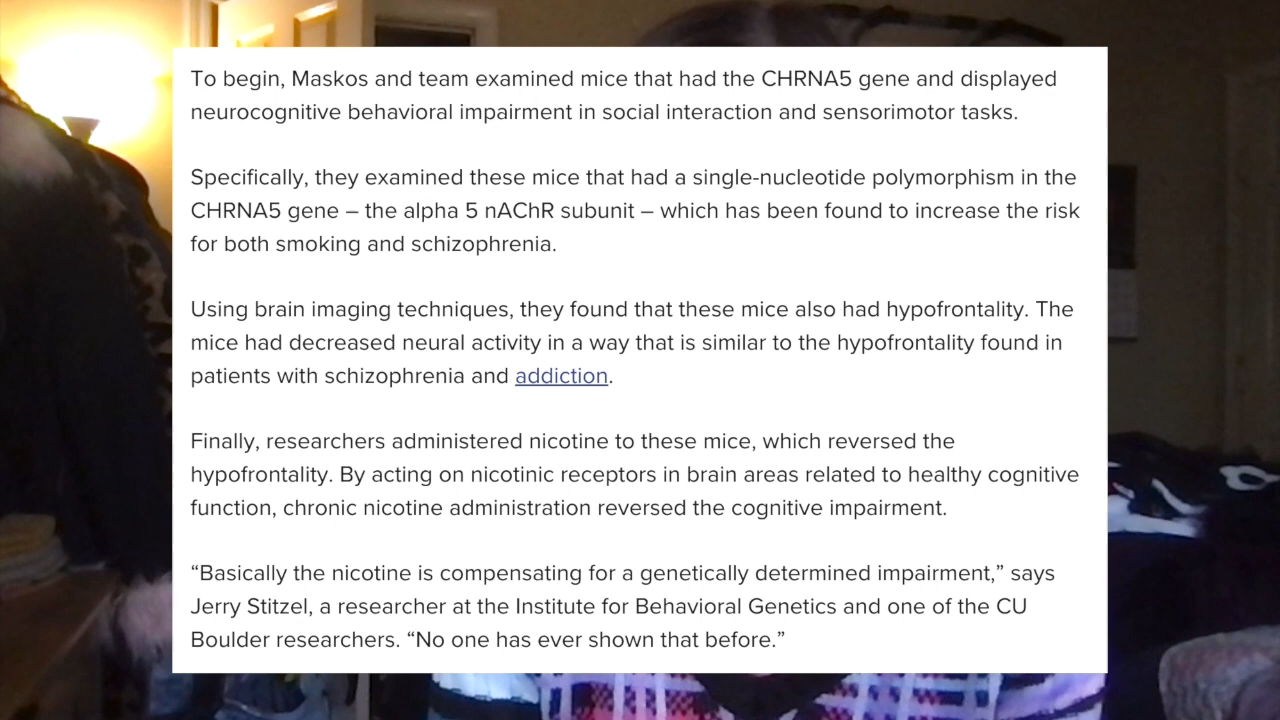 To begin, Maskos and team examined mice that had the CHRNA5 gene and displayed
neurocognitive behavioral impairment in social interaction and sensorimotor tasks.
Specifically, they examined these mice that had a single-nucleotide polymorphism in the
CHRNA5 gene – the alpha 5 nAChR subunit – which has been found to increase the risk
for both smoking and schizophrenia.
Using brain imaging techniques, they found that these mice also had hypofrontality. The
mice had decreased neural activity in a way that is similar to the hypofrontality found in
patients with schizophrenia and addiction.
Finally, researchers administered nicotine to these mice, which reversed the
hypofrontality. By acting on nicotinic receptors in brain areas related to healthy cognitive
function, chronic nicotine administration reversed the cognitive impairment.
“Basically the nicotine is compensating for a genetically determined impairment,” says
Jerry Stitzel, a researcher at the Institute for Behavioral Genetics and one of the CU
Boulder researchers. “No one has ever shown that before.”